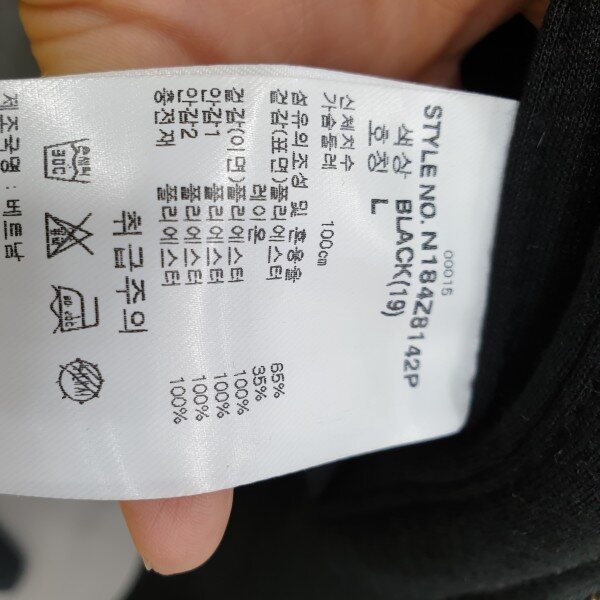 00015
STYLE NO. N184Z8142P
색상 BLACK(19)
호칭 L
신체치수
가슴둘레 100cm
섬유의 조성 및 혼용율
겉감(표면)폴리에스터 65%
레이온 35%
겉감(이면)폴리에스터 100%
안감1 폴리에스터 100%
안감2 폴리에스터 100%
충전재 폴리에스터 100%
취급주의
제조국명 : 베트남